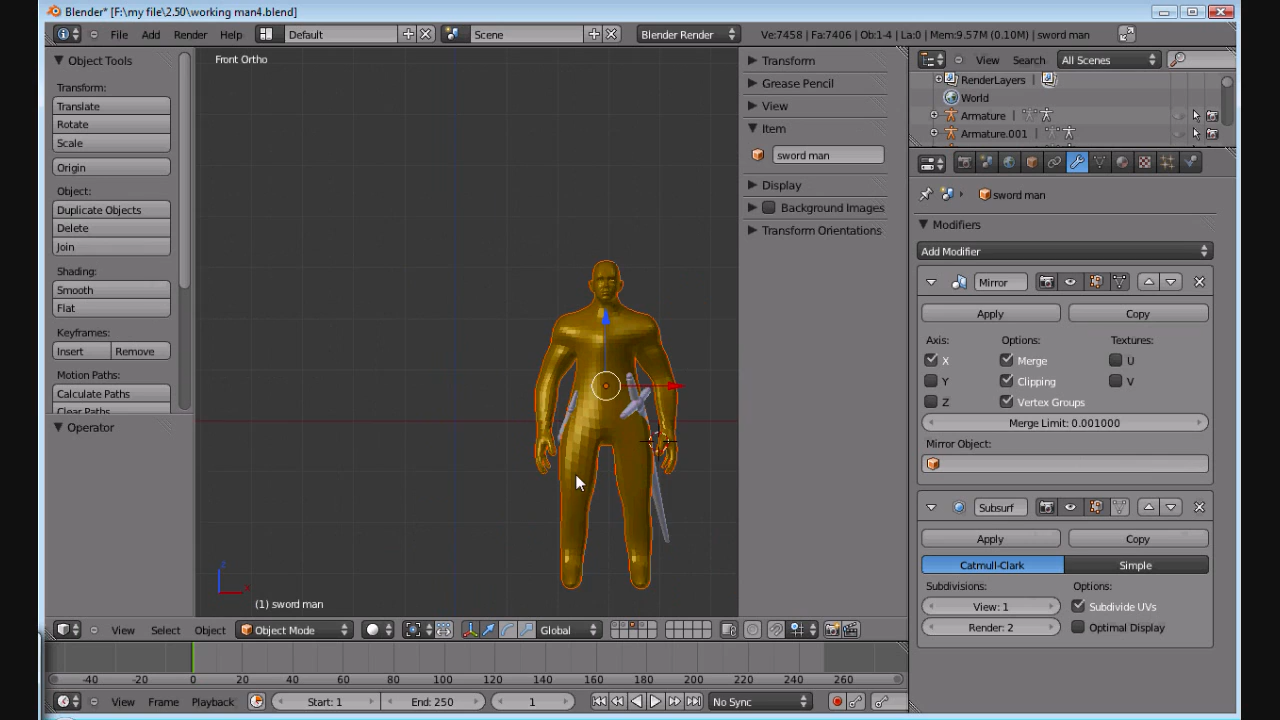 Blender* [F:\my file\2.50\working man4.blend]
File Add Render Help Default Scene Blender Render Ve:7458 | Fa:7406 | Ob:1-4 | La:0 | Mem:9.57M (0.10M) | sword man
Object Tools
Transform:
Translate
Rotate
Scale
Origin
Object:
Duplicate Objects
Delete
Join
Shading:
Smooth
Flat
Keyframes:
Insert Remove
Motion Paths:
Calculate Paths
Clear Paths
Operator
Front Ortho
(1) sword man
z
x
Transform
Grease Pencil
View
Item
sword man
Display
Background Images
Transform Orientations
View Search All Scenes
RenderLayers |
World
Armature |
Armature.001 |
sword man
Modifiers
Add Modifier
Mirror
Apply Copy
Axis: Options: Textures:
X Merge U
Y Clipping V
Z Vertex Groups
Merge Limit: 0.001000
Mirror Object:
Subsurf
Apply Copy
Catmull-Clark Simple
Subdivisions: Options:
View: 1 Subdivide UVs
Render: 2 Optimal Display
View Select Object Object Mode Global
-40 -20 0 20 40 60 80 100 120 140 160 180 200 220 240 260
View Frame Playback Start: 1 End: 250 1 No Sync